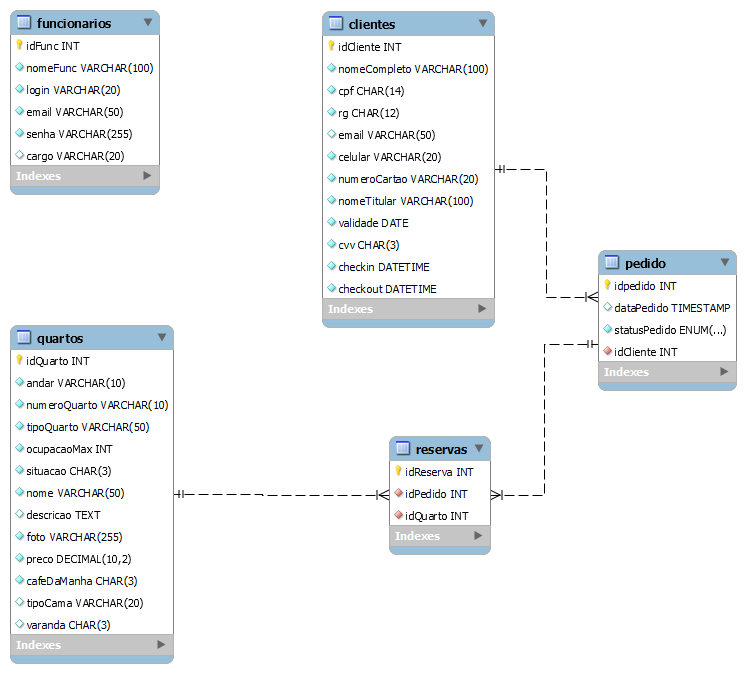 funcionarios
idFunc INT
nomeFunc VARCHAR(100)
login VARCHAR(20)
email VARCHAR(50)
senha VARCHAR(255)
cargo VARCHAR(20)
Indexes
clientes
idCliente INT
nomeCompleto VARCHAR(100)
cpf CHAR(14)
rg CHAR(12)
email VARCHAR(50)
celular VARCHAR(20)
numeroCartao VARCHAR(20)
nomeTitular VARCHAR(100)
validade DATE
cvv CHAR(3)
checkin DATETIME
checkout DATETIME
Indexes
pedido
idpedido INT
dataPedido TIMESTAMP
statusPedido ENUM(...)
idCliente INT
Indexes
quartos
idQuarto INT
andar VARCHAR(10)
numeroQuarto VARCHAR(10)
tipoQuarto VARCHAR(50)
ocupacaoMax INT
situacao CHAR(3)
nome VARCHAR(50)
descricao TEXT
foto VARCHAR(255)
preco DECIMAL(10,2)
cafeDaManha CHAR(3)
tipoCama VARCHAR(20)
varanda CHAR(3)
Indexes
reservas
idReserva INT
idPedido INT
idQuarto INT
Indexes